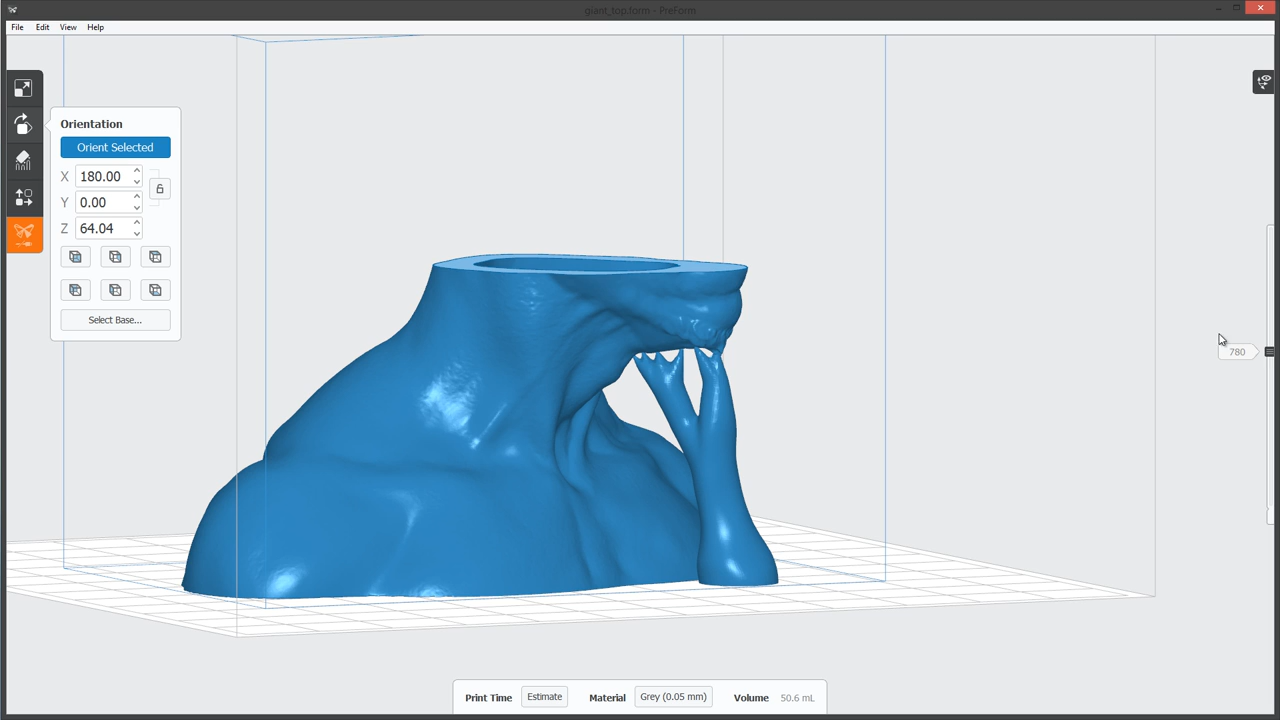 giant_top.form - PreForm
File Edit View Help
Orientation
Orient Selected
X 180.00
Y 0.00
Z 64.04
Select Base...
780
Print Time Estimate Material Grey (0.05 mm) Volume 50.6 mL